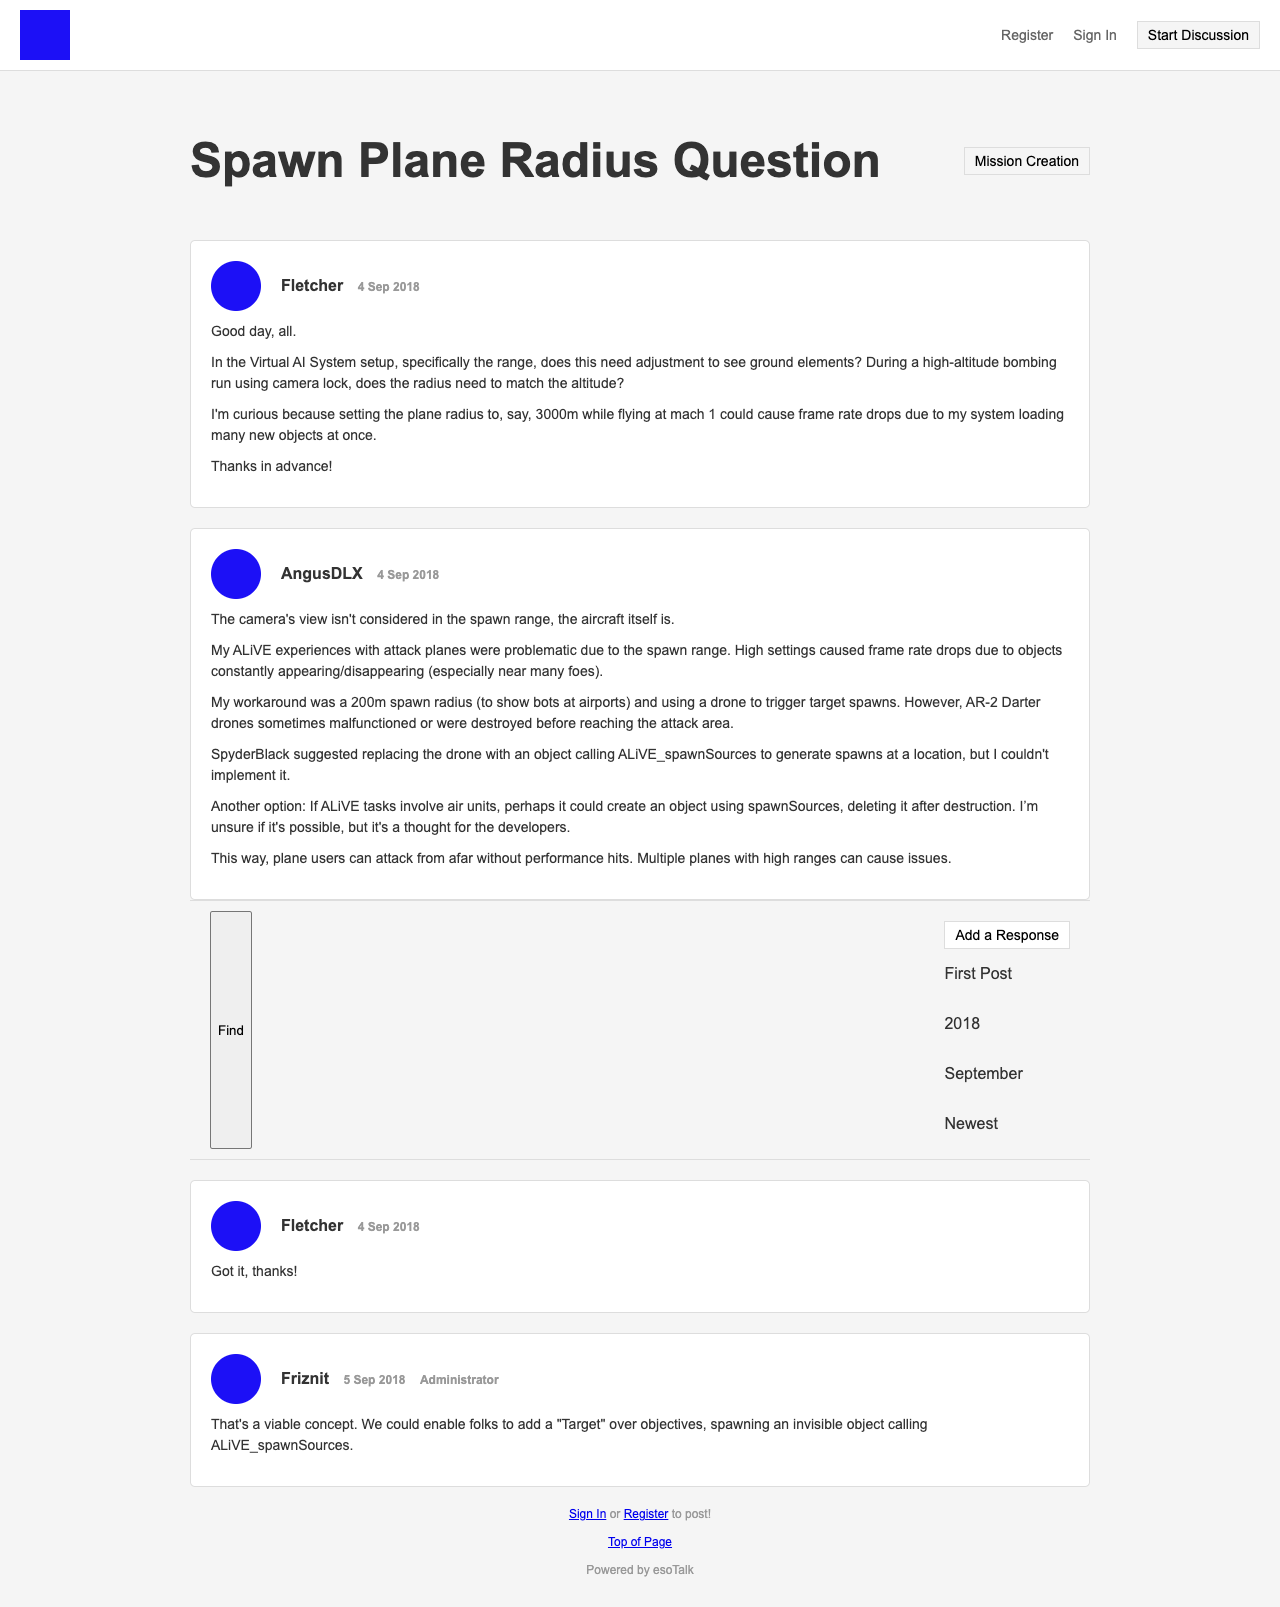 Register Sign In Start Discussion
Spawn Plane Radius Question
Mission Creation
Fletcher 4 Sep 2018
Good day, all.
In the Virtual AI System setup, specifically the range, does this need adjustment to see ground elements? During a high-altitude bombing
run using camera lock, does the radius need to match the altitude?
I'm curious because setting the plane radius to, say, 3000m while flying at mach 1 could cause frame rate drops due to my system loading
many new objects at once.
Thanks in advance!
AngusDLX 4 Sep 2018
The camera's view isn't considered in the spawn range, the aircraft itself is.
My ALiVE experiences with attack planes were problematic due to the spawn range. High settings caused frame rate drops due to objects
constantly appearing/disappearing (especially near many foes).
My workaround was a 200m spawn radius (to show bots at airports) and using a drone to trigger target spawns. However, AR-2 Darter
drones sometimes malfunctioned or were destroyed before reaching the attack area.
SpyderBlack suggested replacing the drone with an object calling ALiVE_spawnSources to generate spawns at a location, but I couldn't
implement it.
Another option: If ALiVE tasks involve air units, perhaps it could create an object using spawnSources, deleting it after destruction. I’m
unsure if it's possible, but it's a thought for the developers.
This way, plane users can attack from afar without performance hits. Multiple planes with high ranges can cause issues.
Find
Add a Response
First Post
2018
September
Newest
Fletcher 4 Sep 2018
Got it, thanks!
Friznit 5 Sep 2018 Administrator
That's a viable concept. We could enable folks to add a "Target" over objectives, spawning an invisible object calling
ALiVE_spawnSources.
Sign In or Register to post!
Top of Page
Powered by esoTalk